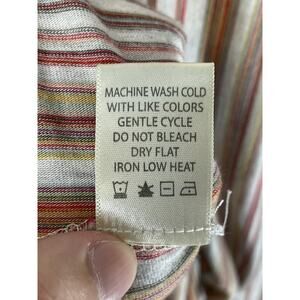 MACHINE WASH COLD
WITH LIKE COLORS
GENTLE CYCLE
DO NOT BLEACH
DRY FLAT
IRON LOW HEAT